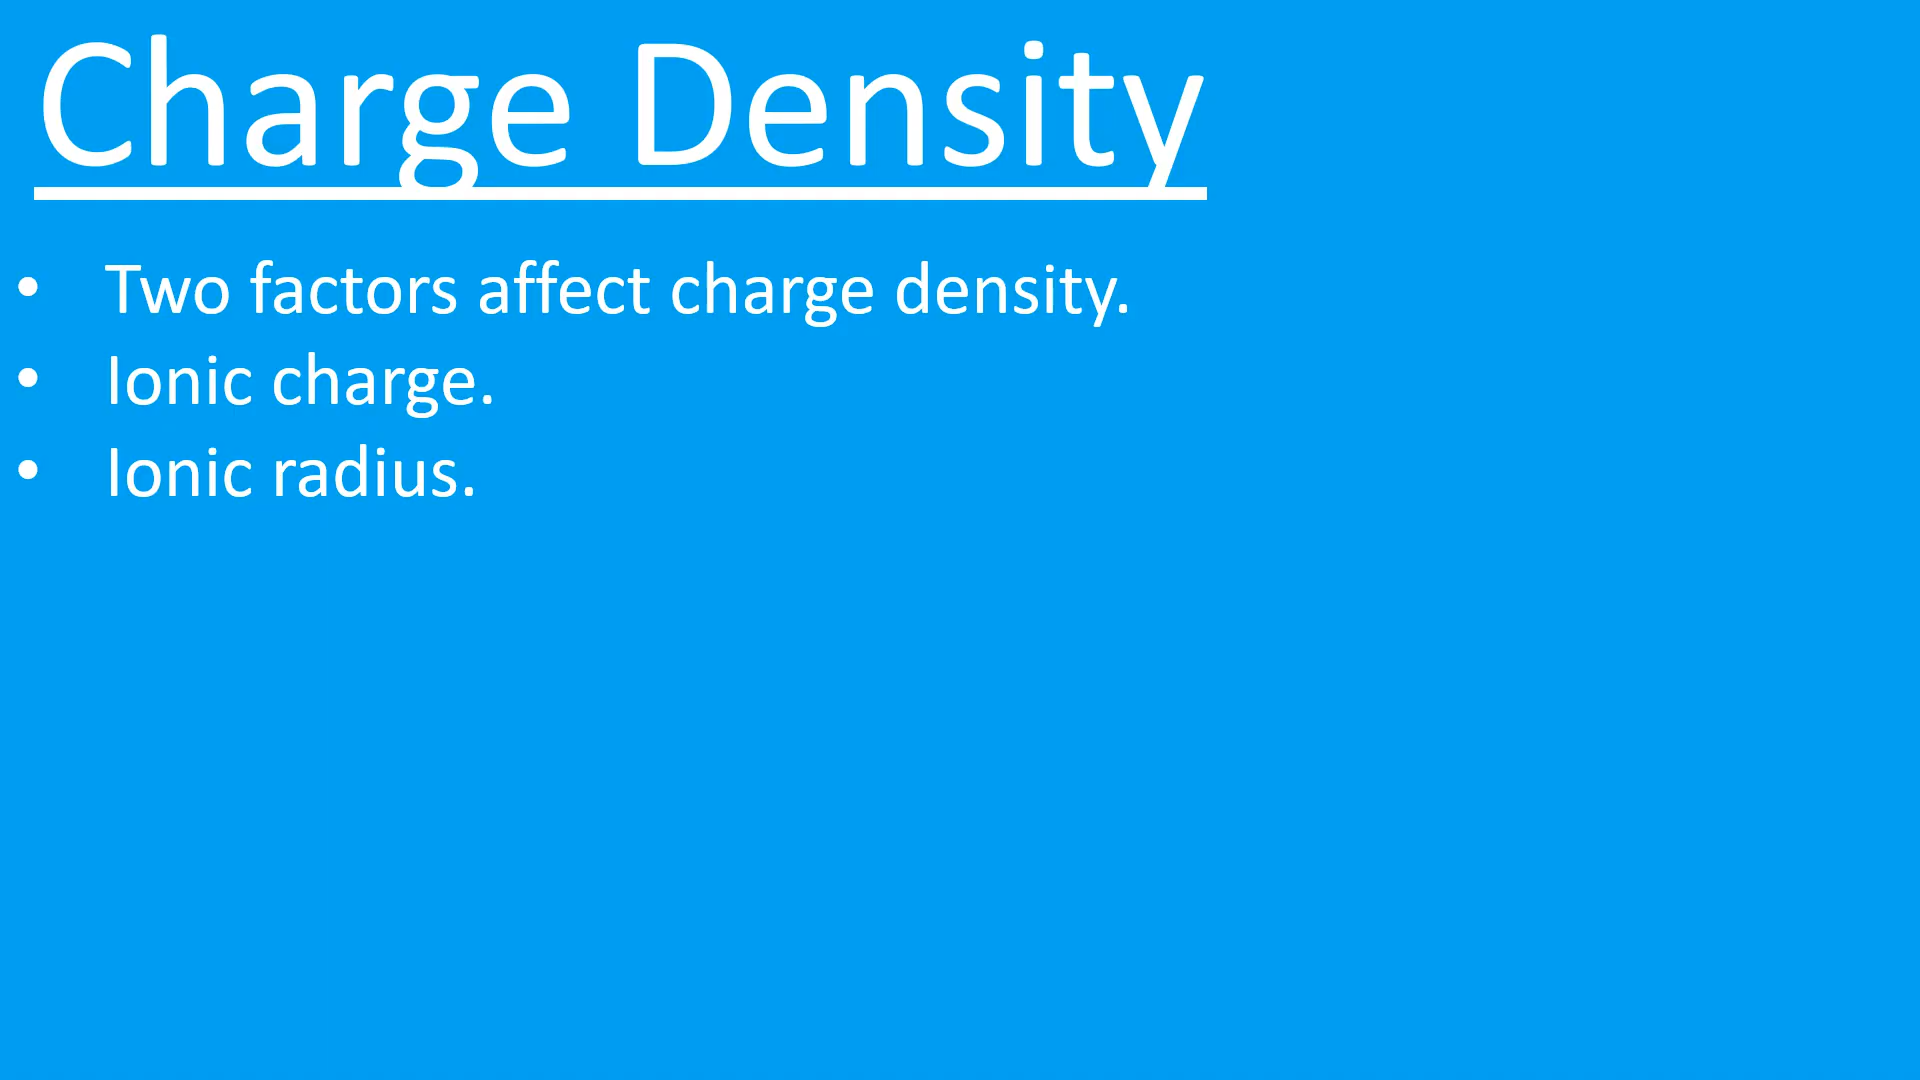 Charge Density
• Two factors affect charge density.
• Ionic charge.
• Ionic radius.